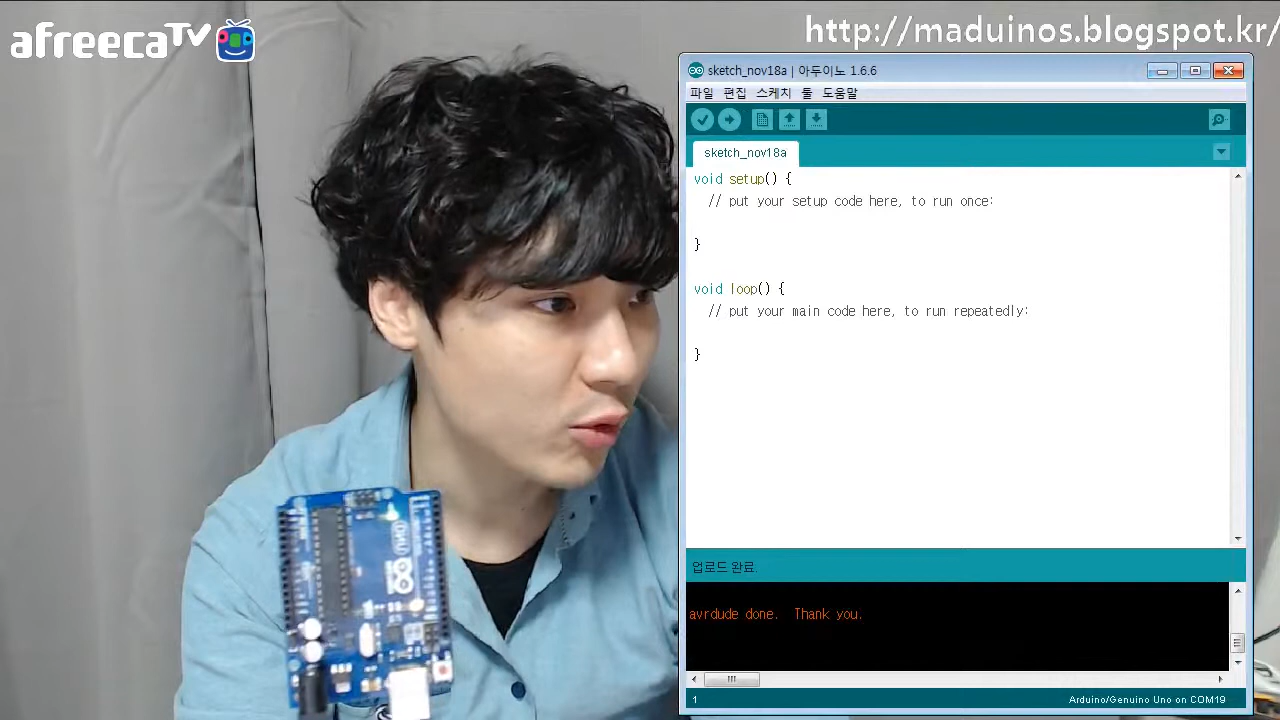 afreecaTV
http://maduinos.blogspot.kr/
sketch_nov18a | 아두이노 1.6.6
파일 편집 스케치 툴 도움말
sketch_nov18a
void setup() {
// put your setup code here, to run once:
}
void loop() {
// put your main code here, to run repeatedly:
}
업로드 완료.
avrdude done. Thank you.
1
Arduino/Genuino Uno on COM19
UNO